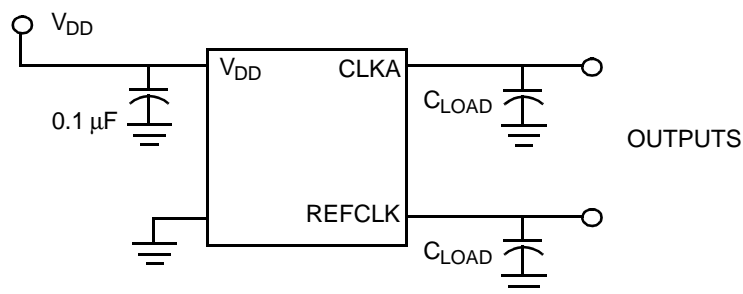 VDD
VDD CLKA
CLOAD
0.1 μF
OUTPUTS
REFCLK
CLOAD